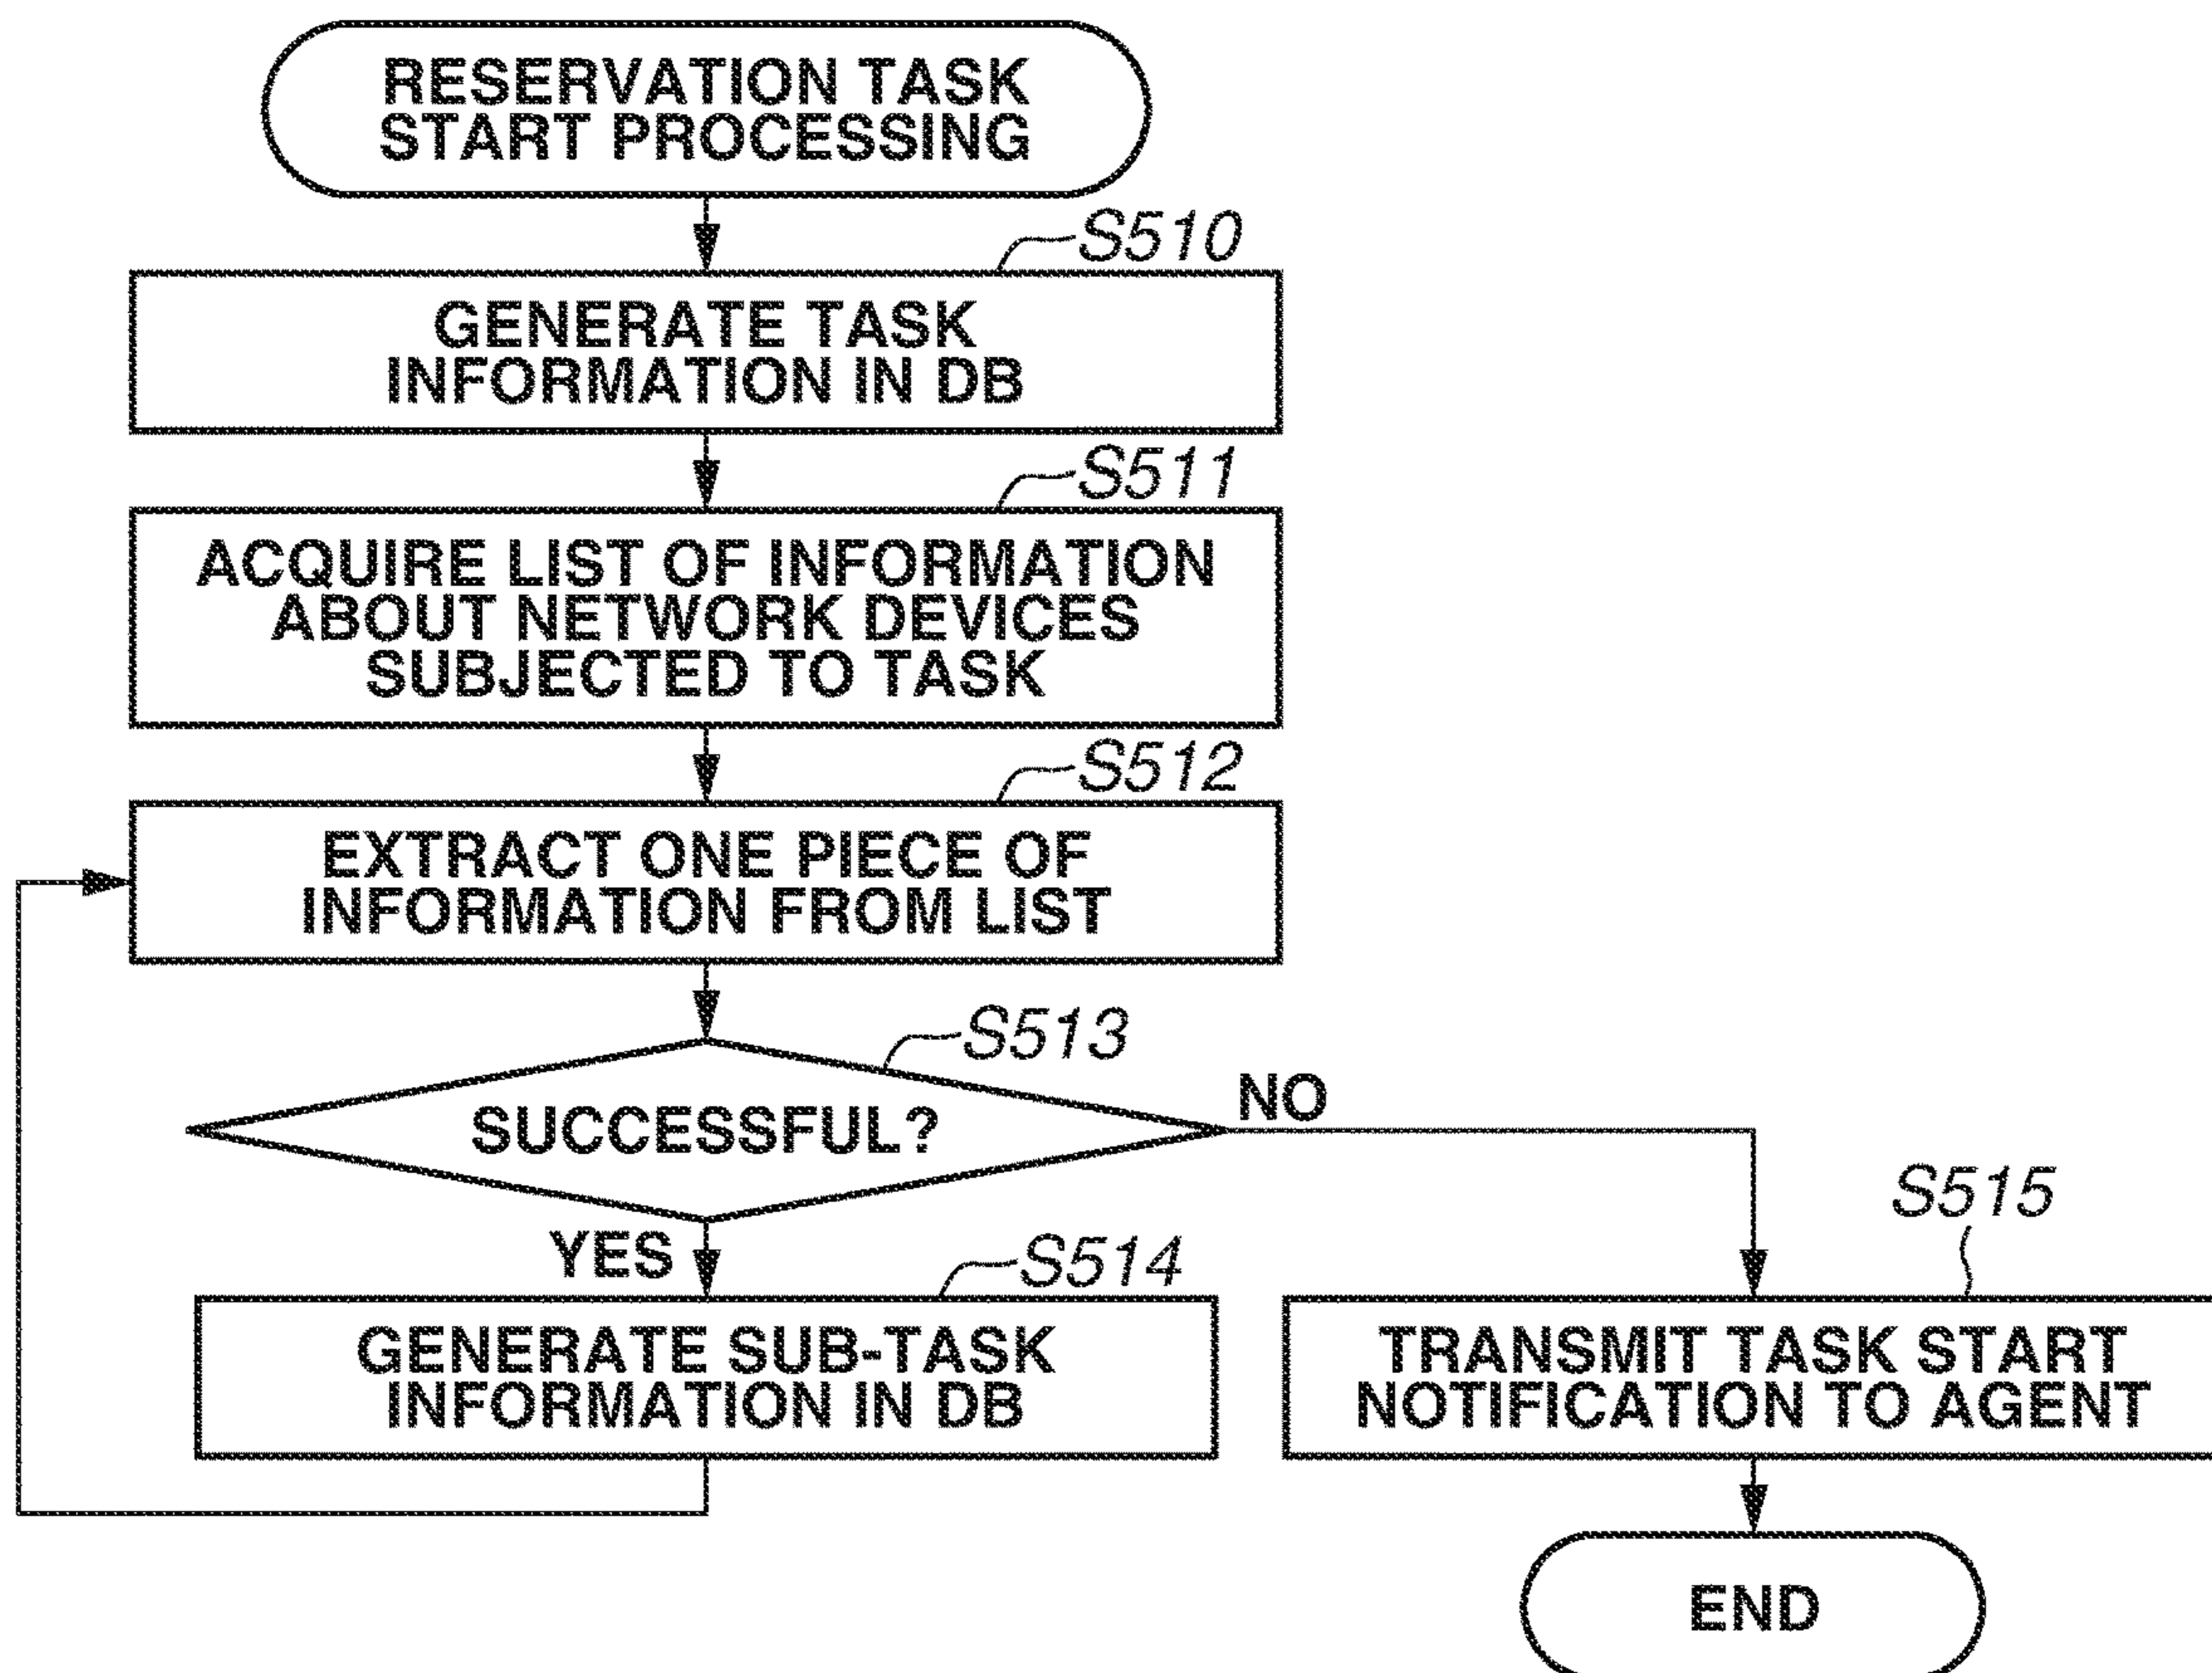 RESERVATION TASK
START PROCESSING
S510
GENERATE TASK
INFORMATION IN DB
S511
ACQUIRE LIST OF INFORMATION
ABOUT NETWORK DEVICES
SUBJECTED TO TASK
S512
EXTRACT ONE PIECE OF
INFORMATION FROM LIST
S513
SUCCESSFUL?
NO
YES
S514
GENERATE SUB-TASK
INFORMATION IN DB
S515
TRANSMIT TASK START
NOTIFICATION TO AGENT
END